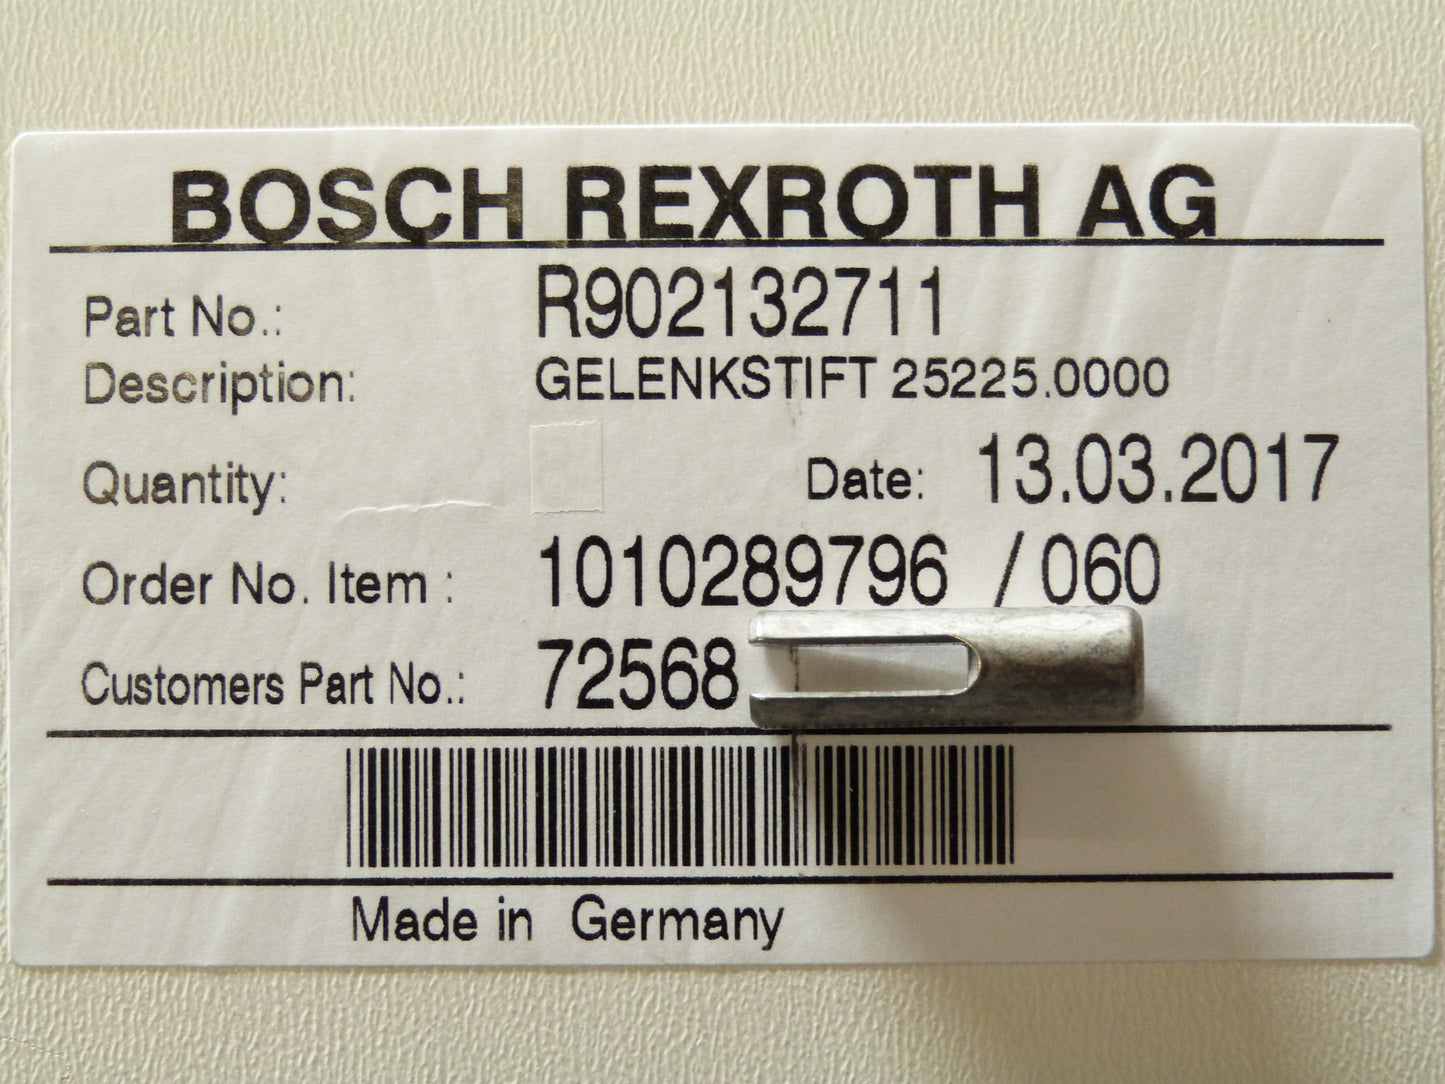 BOSCH REXROTH AG
Part No.: R902132711
Description: GELENKSTIFT 25225.0000
Quantity: Date: 13.03.2017
Order No. Item : 1010289796 / 060
Customers Part No.: 72568
Made in Germany